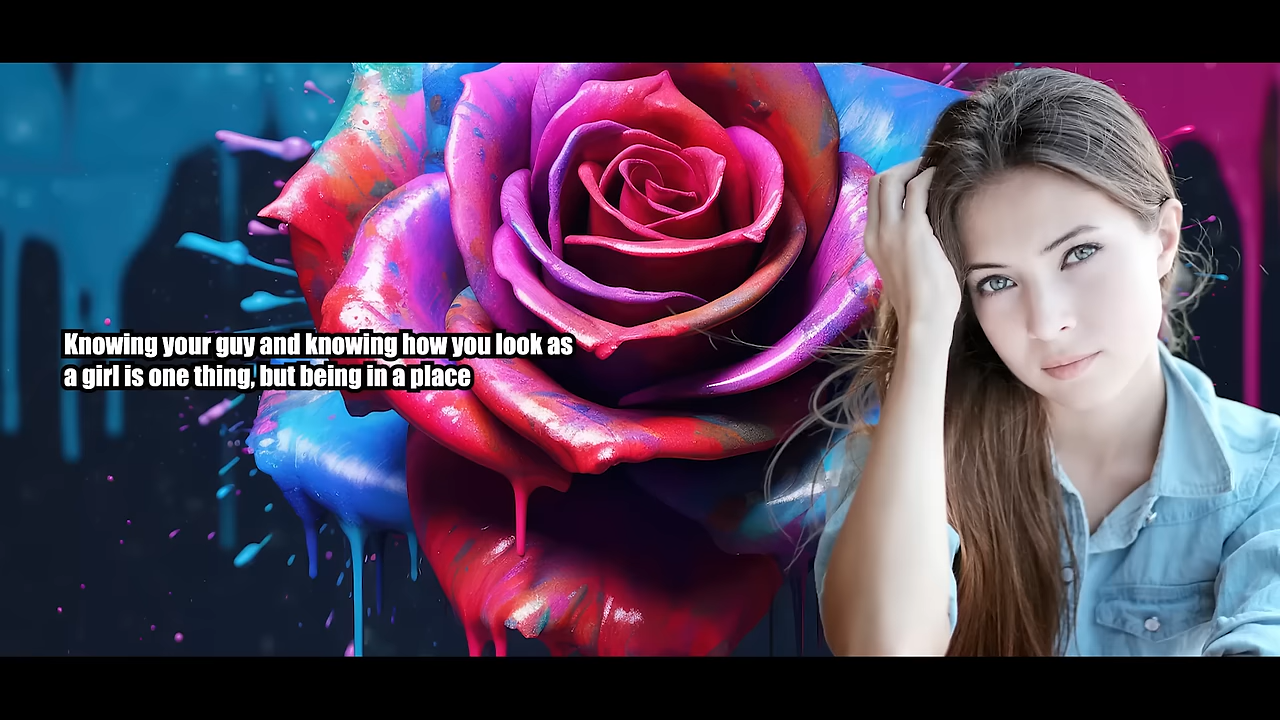 Knowing your guy and knowing how you look as
a girl is one thing, but being in a place